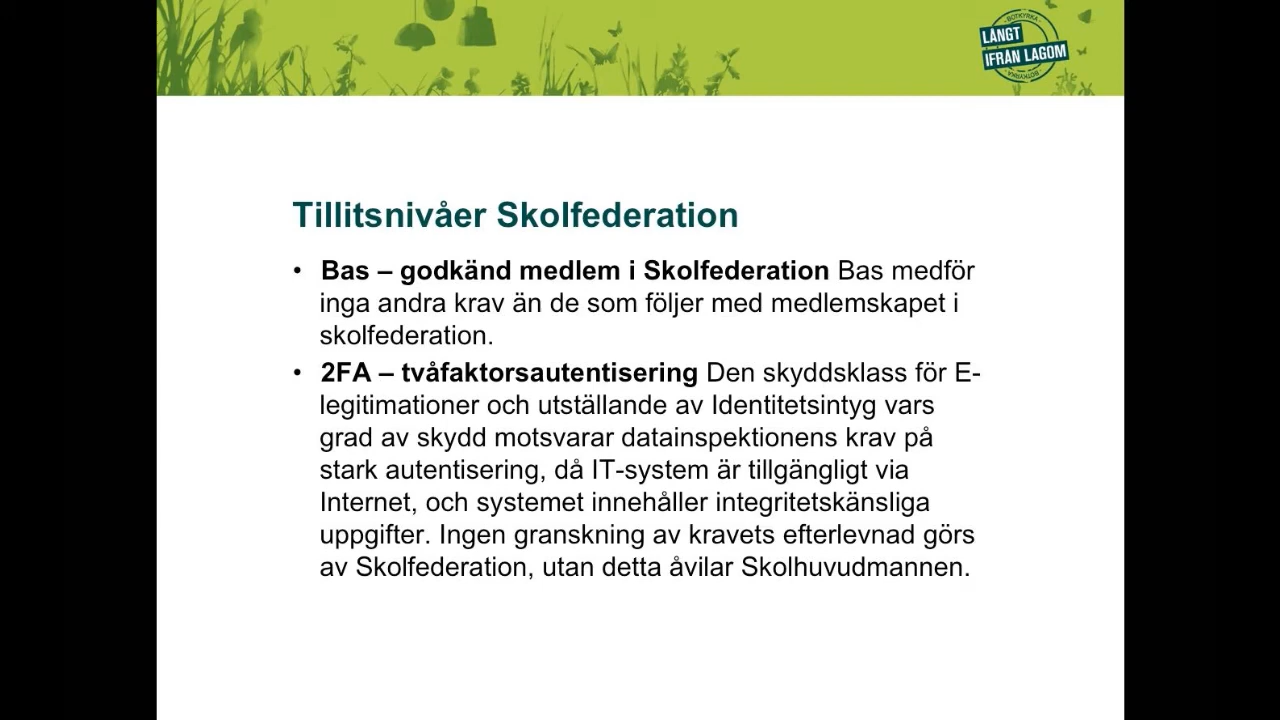 BOTKYRKA
LÅNGT
IFRÅN LAGOM
BOTKYRKA
Tillitsnivåer Skolfederation
• Bas – godkänd medlem i Skolfederation Bas medför
inga andra krav än de som följer med medlemskapet i
skolfederation.
• 2FA – tvåfaktorsautentisering Den skyddsklass för E-
legitimationer och utställande av Identitetsintyg vars
grad av skydd motsvarar datainspektionens krav på
stark autentisering, då IT-system är tillgängligt via
Internet, och systemet innehåller integritetskänsliga
uppgifter. Ingen granskning av kravets efterlevnad görs
av Skolfederation, utan detta åvilar Skolhuvudmannen.